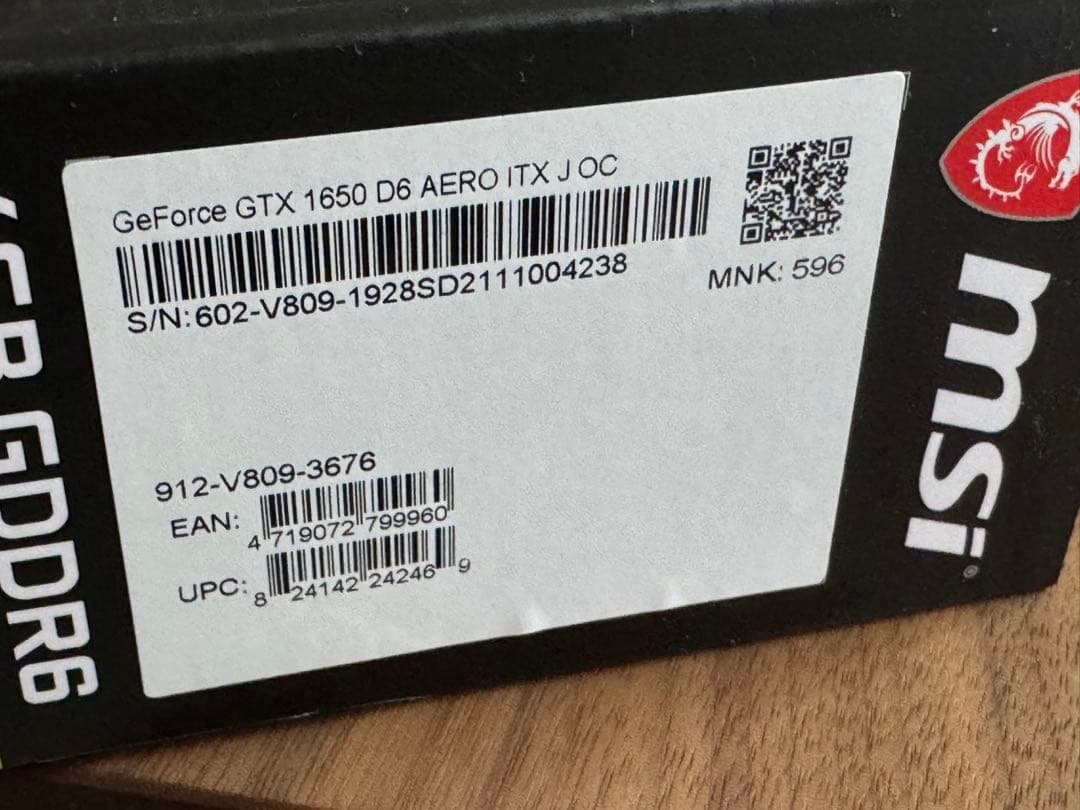 GeForce GTX 1650 D6 AERO ITX J OC
S/N:602-V809-1928SD2111004238
MNK: 596
912-V809-3676
EAN:
4 719072 799960
UPC:
8 24142 24246 9
msi
GDDR6